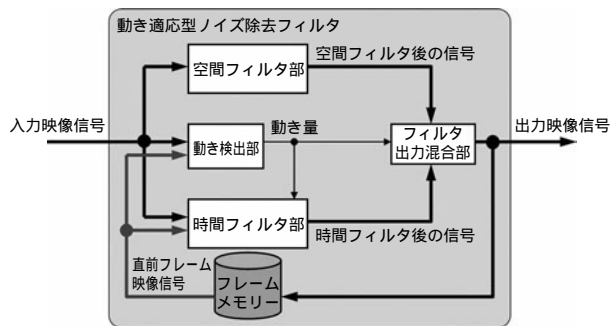 動き適応型ノイズ除去フィルタ
空間フィルタ部
空間フィルタ後の信号
入力映像信号
動き検出部
動き量
フィルタ
出力混合部
出力映像信号
時間フィルタ部
時間フィルタ後の信号
直前フレーム
映像信号
フレーム
メモリー